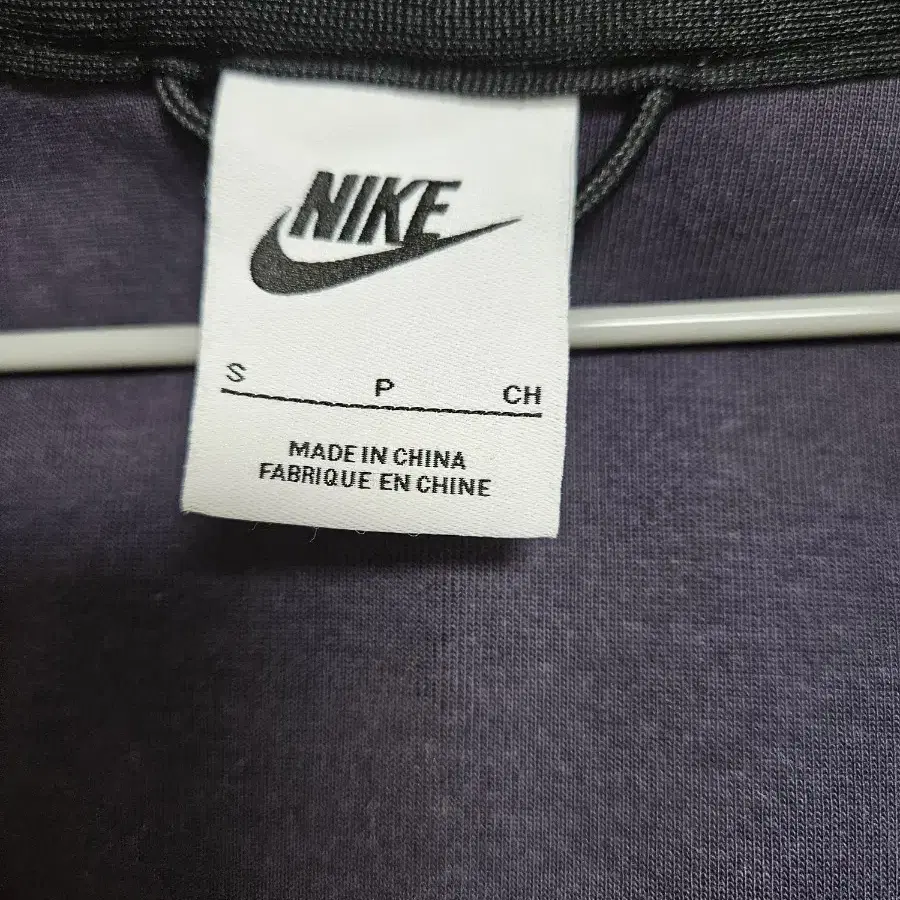 NIKE
S P CH
MADE IN CHINA
FABRIQUE EN CHINE